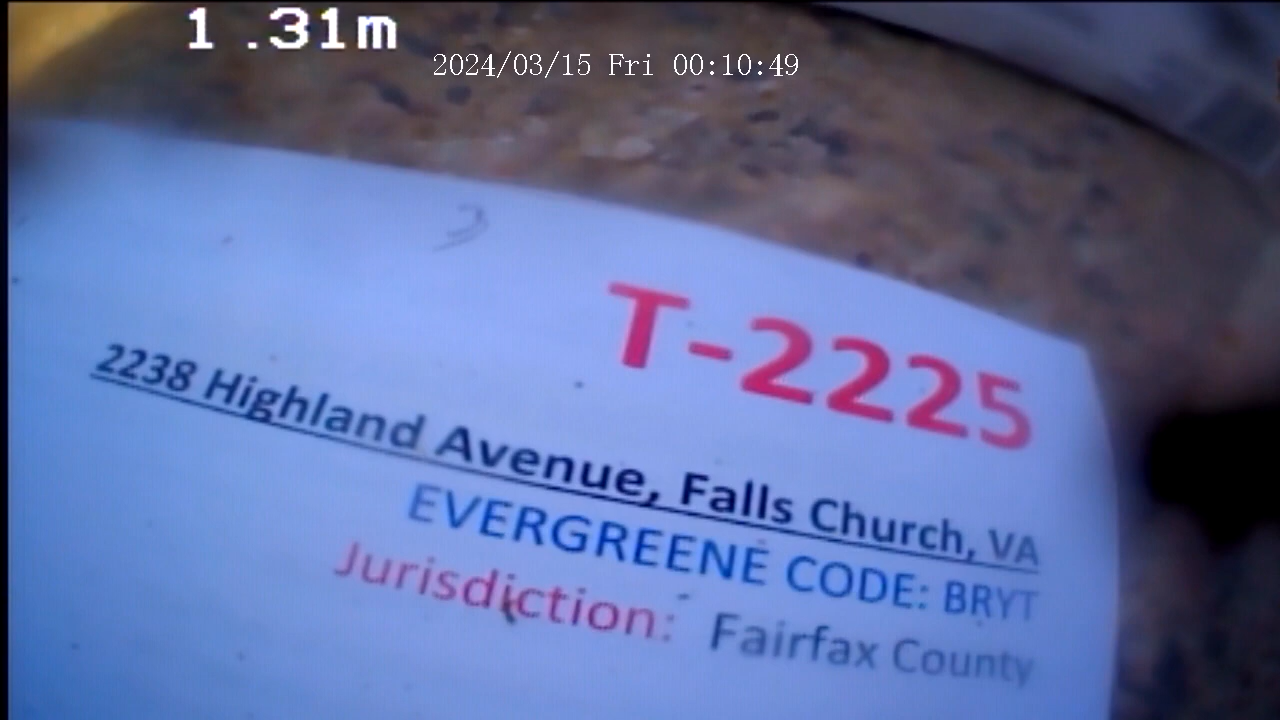 1.31m
2024/03/15 Fri 00:10:49
T-2225
2238 Highland Avenue, Falls Church, VA
EVERGREENE CODE: BRYT
Jurisdiction: Fairfax County